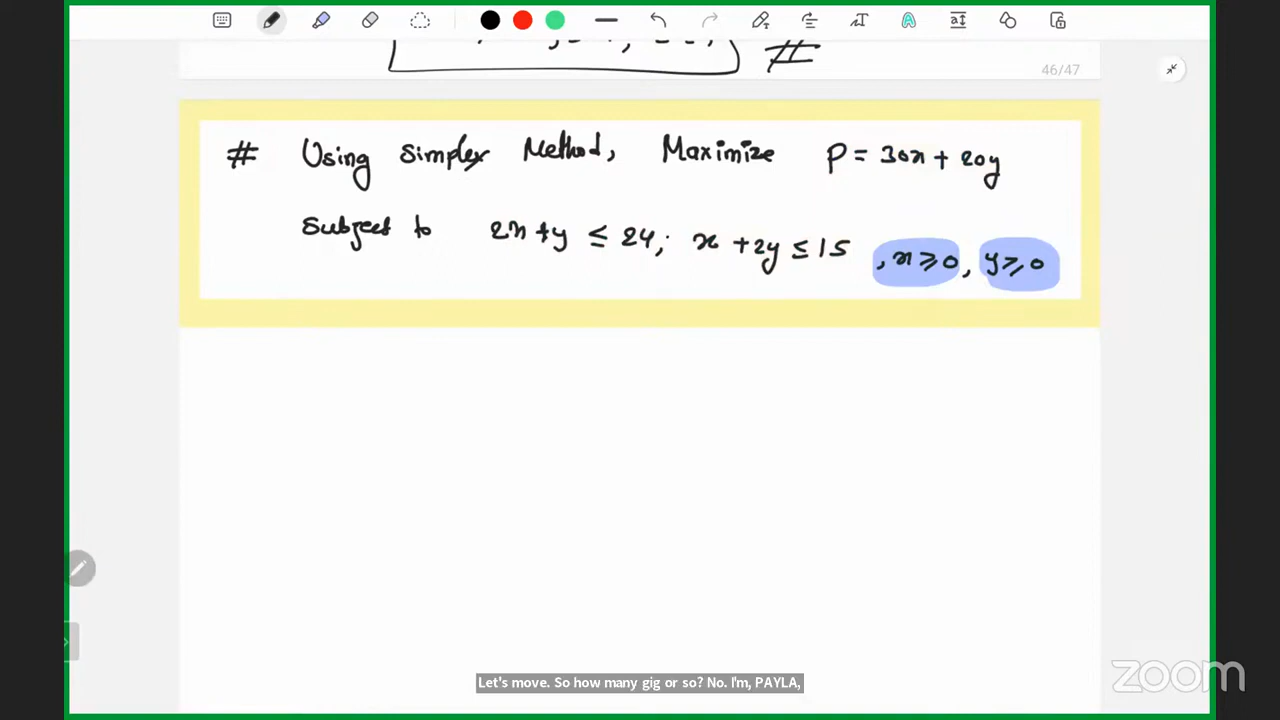 46/47
# Using Simplex Method, Maximize P = 30x + 20y
Subject to 2x + y ≤ 24; x + 2y ≤ 15, x ≥ 0, y ≥ 0
Let's move. So how many gig or so? No. I'm, PAYLA,
zoom